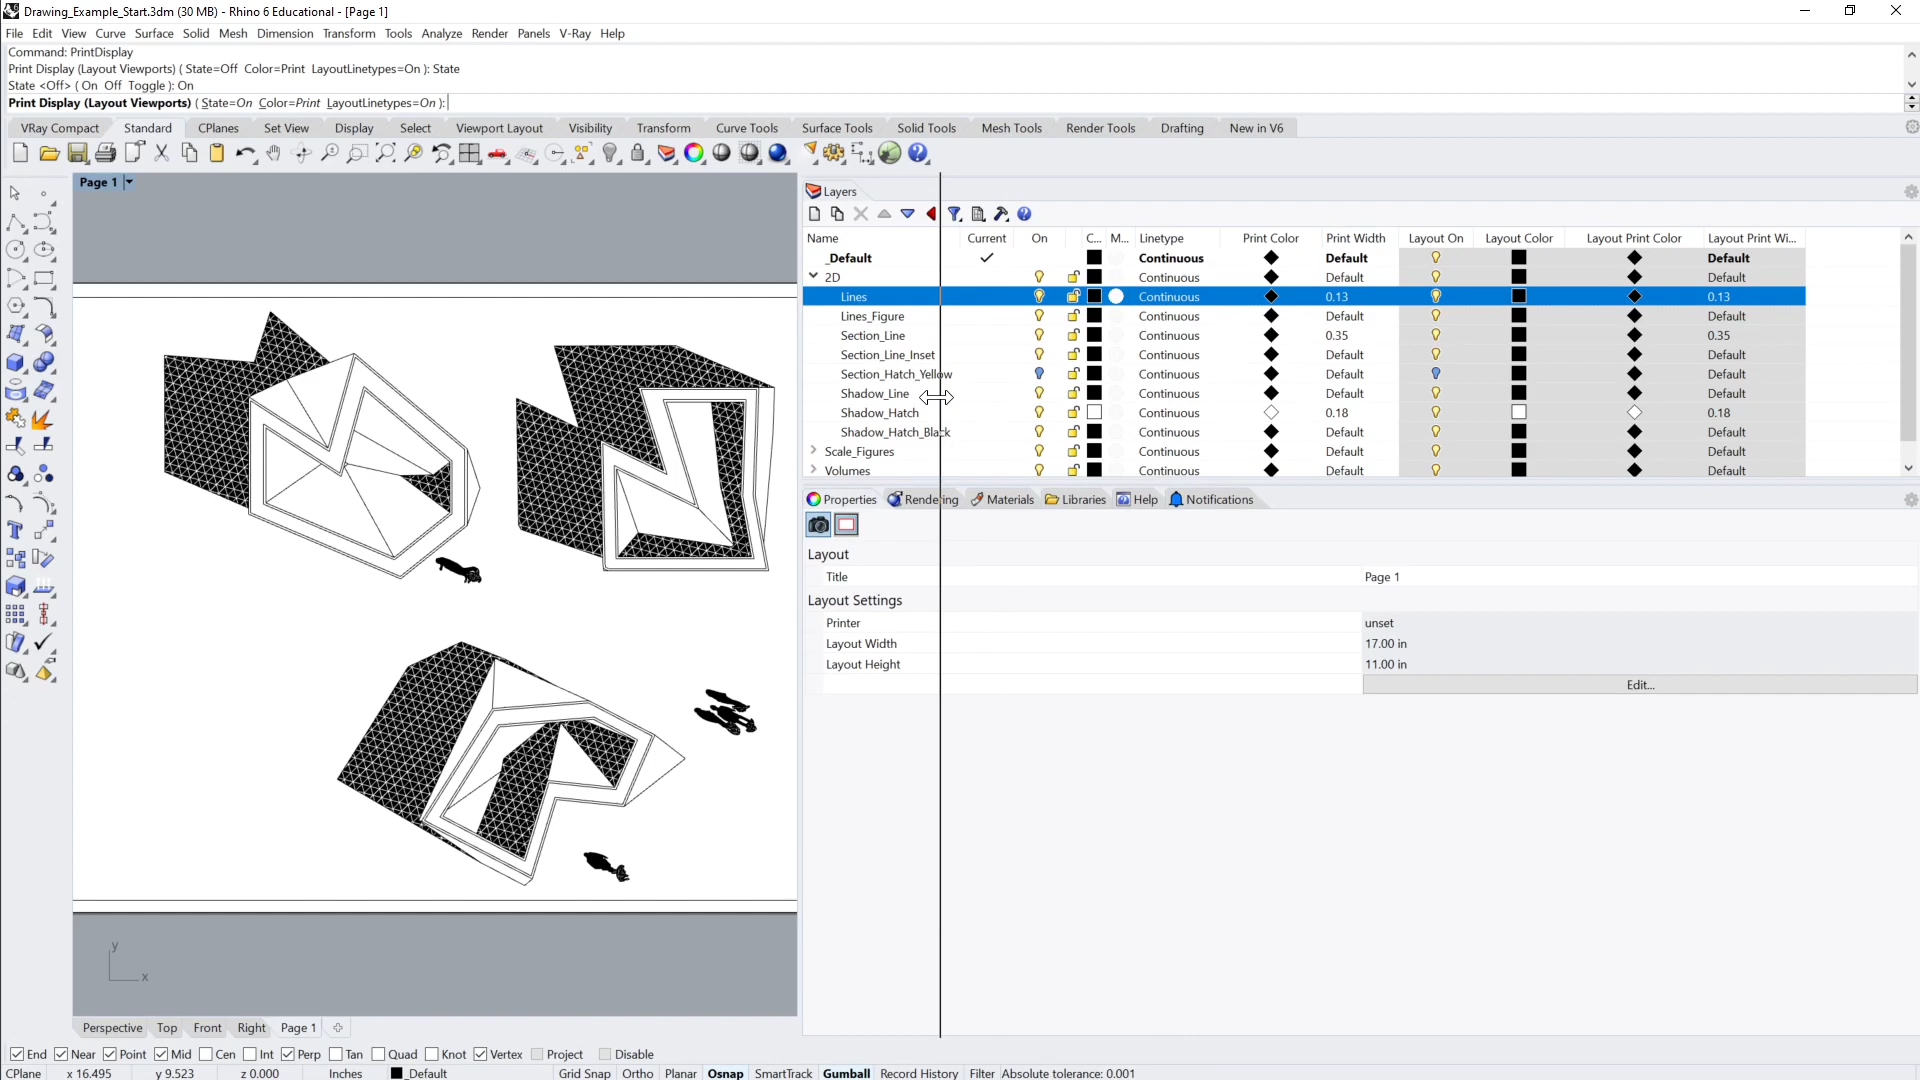 Drawing_Example_Start.3dm (30 MB) - Rhino 6 Educational - [Page 1]
File Edit View Curve Surface Solid Mesh Dimension Transform Tools Analyze Render Panels V-Ray Help
Command: PrintDisplay
Print Display (Layout Viewports) ( State=Off Color=Print LayoutLinetypes=On ): State
State <Off> ( On Off Toggle ): On
Print Display (Layout Viewports) ( State=On Color=Print LayoutLinetypes=On ):
VRay Compact Standard CPlanes Set View Display Select Viewport Layout Visibility Transform Curve Tools Surface Tools Solid Tools Mesh Tools Render Tools Drafting New in V6
Page 1
Layers
Name Current On C... M... Linetype Print Color Print Width Layout On Layout Color Layout Print Color Layout Print Wi...
_Default Continuous Default Default
2D Continuous Default Default
Lines Continuous 0.13 0.13
Lines_Figure Continuous Default Default
Section_Line Continuous 0.35 0.35
Section_Line_Inset Continuous Default Default
Section_Hatch_Yellow Continuous Default Default
Shadow_Line Continuous Default Default
Shadow_Hatch Continuous 0.18 0.18
Shadow_Hatch_Black Continuous Default Default
Scale_Figures Continuous Default Default
Volumes Continuous Default Default
Properties Rendering Materials Libraries Help Notifications
Layout
Title Page 1
Layout Settings
Printer unset
Layout Width 17.00 in
Layout Height 11.00 in
Edit...
y
x
Perspective Top Front Right Page 1
End Near Point Mid Cen Int Perp Tan Quad Knot Vertex Project Disable
CPlane x 16.495 y 9.523 z 0.000 Inches _Default Grid Snap Ortho Planar Osnap SmartTrack Gumball Record History Filter Absolute tolerance: 0.001